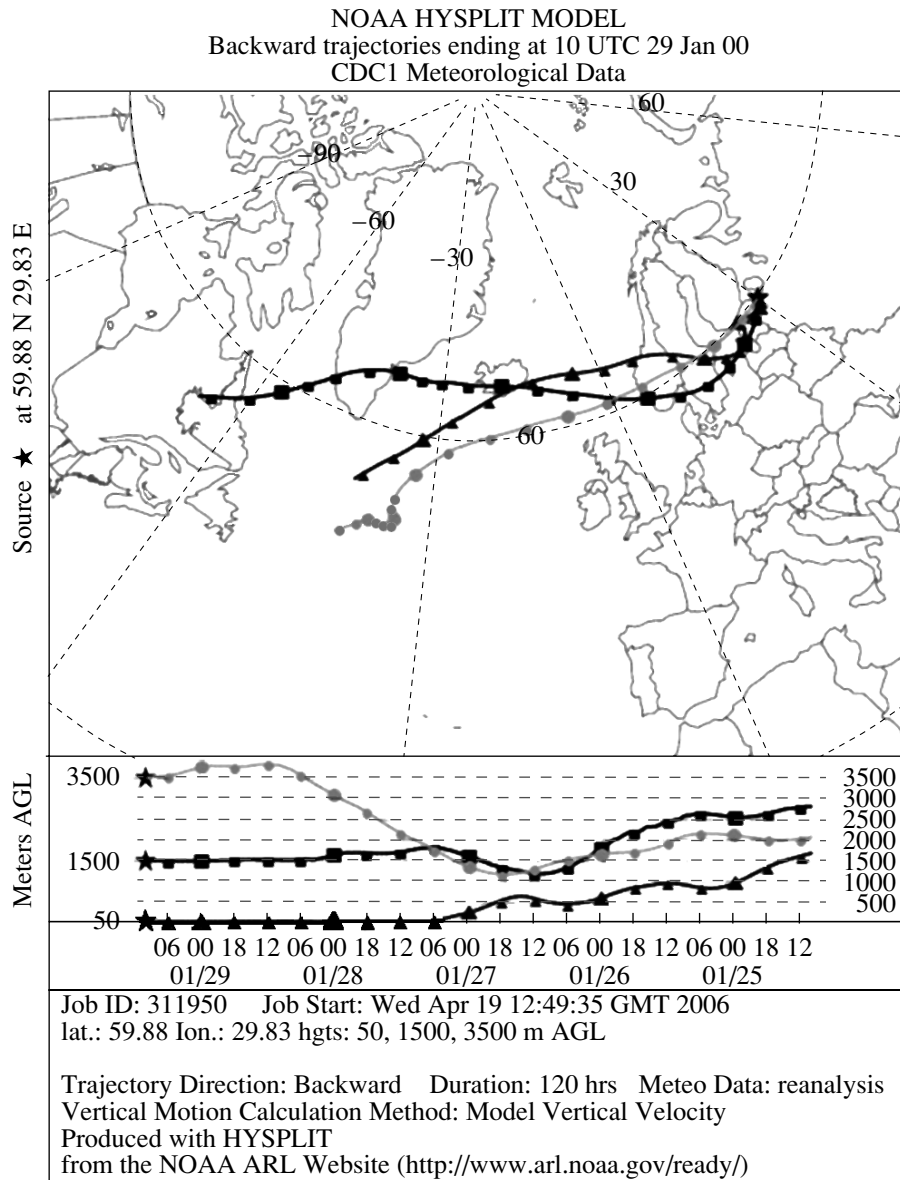 NOAA HYSPLIT MODEL
Backward trajectories ending at 10 UTC 29 Jan 00
CDC1 Meteorological Data
Source ★ at 59.88 N 29.83 E
60
−90
30
−60
−30
60
Meters AGL
3500
1500
50
3500
3000
2500
2000
1500
1000
500
06 00 18 12 06 00 18 12 06 00 18 12 06 00 18 12 06 00 18 12
01/29 01/28 01/27 01/26 01/25
Job ID: 311950 Job Start: Wed Apr 19 12:49:35 GMT 2006
lat.: 59.88 Ion.: 29.83 hgts: 50, 1500, 3500 m AGL
Trajectory Direction: Backward Duration: 120 hrs Meteo Data: reanalysis
Vertical Motion Calculation Method: Model Vertical Velocity
Produced with HYSPLIT
from the NOAA ARL Website (http://www.arl.noaa.gov/ready/)